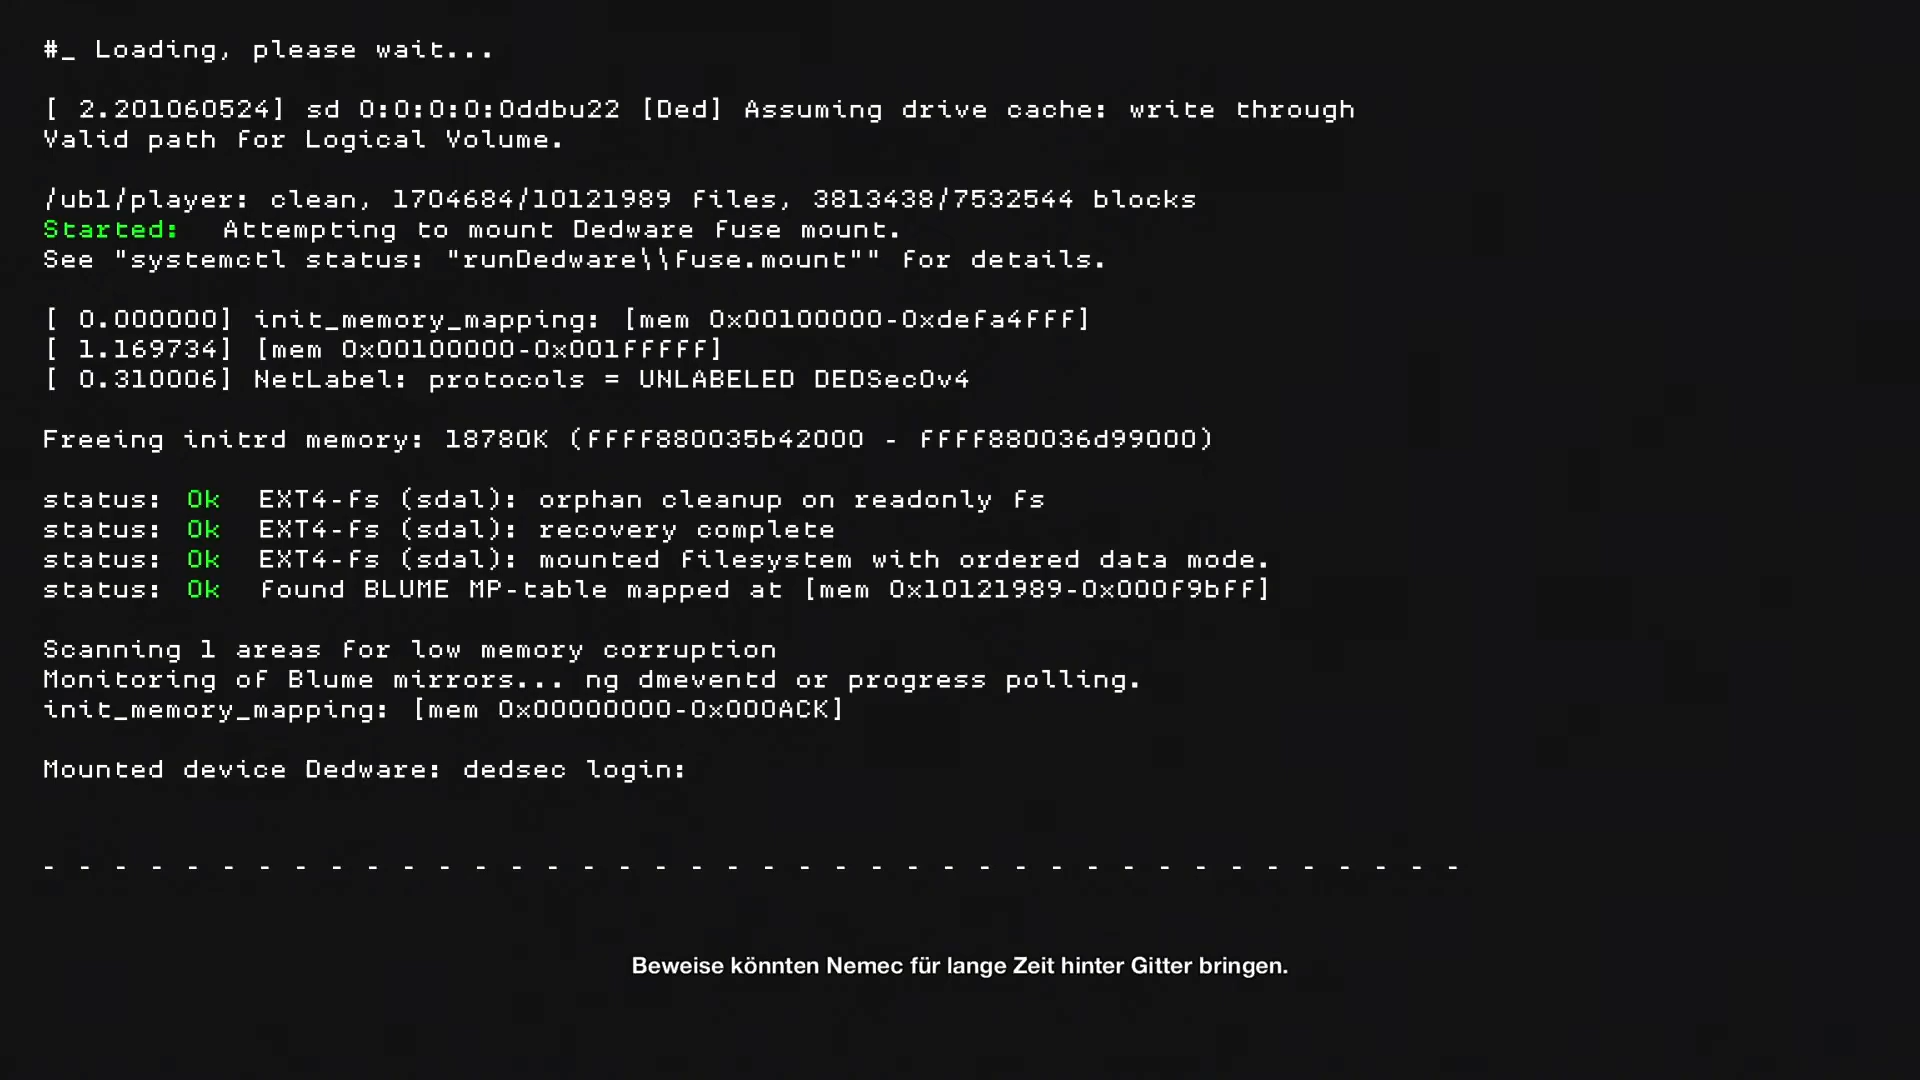 #_ Loading, please wait...
[ 2.201060524] sd 0:0:0:0:0ddbu22 [Ded] Assuming drive cache: write through
Valid path for Logical Volume.
/ubl/player: clean, 1704684/10121989 files, 3813438/7532544 blocks
Started: Attempting to mount Dedware fuse mount.
See "systemctl status: "runDedware\\fuse.mount"" for details.
[ 0.000000] init_memory_mapping: [mem 0x00100000-0xdefa4fff]
[ 1.169734] [mem 0x00100000-0x001fffff]
[ 0.310006] NetLabel: protocols = UNLABELED DEDSecOv4
Freeing initrd memory: 18780K (ffff880035b42000 - ffff880036d99000)
status: Ok EXT4-fs (sdal): orphan cleanup on readonly fs
status: Ok EXT4-fs (sdal): recovery complete
status: Ok EXT4-fs (sdal): mounted filesystem with ordered data mode.
status: Ok found BLUME MP-table mapped at [mem 0x10121989-0x000f9bff]
Scanning 1 areas for low memory corruption
Monitoring of Blume mirrors... ng dmeventd or progress polling.
init_memory_mapping: [mem 0x00000000-0x000ACK]
Mounted device Dedware: dedsec login:
- - - - - - - - - - - - - - - - - - - - - - - - - - - - - - - - - - - - - - - -
Beweise könnten Nemec für lange Zeit hinter Gitter bringen.